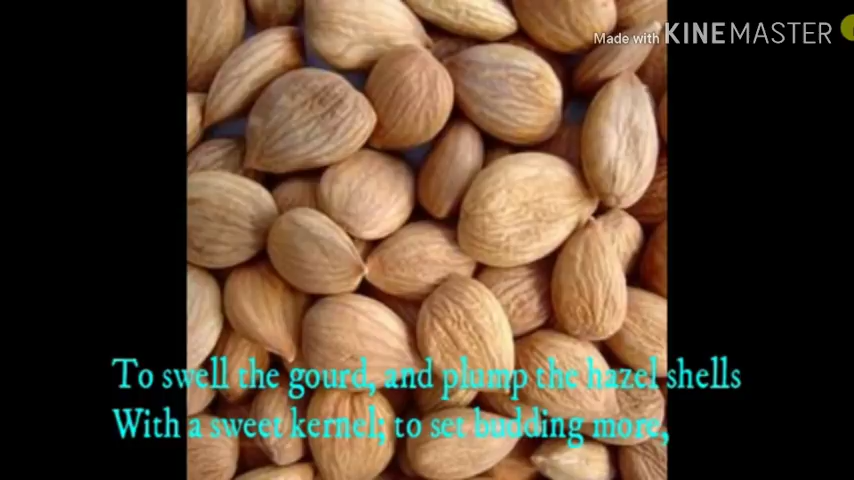 Made with KINEMASTER
To swell the gourd, and plump the hazel shells
With a sweet kernel; to set budding more,